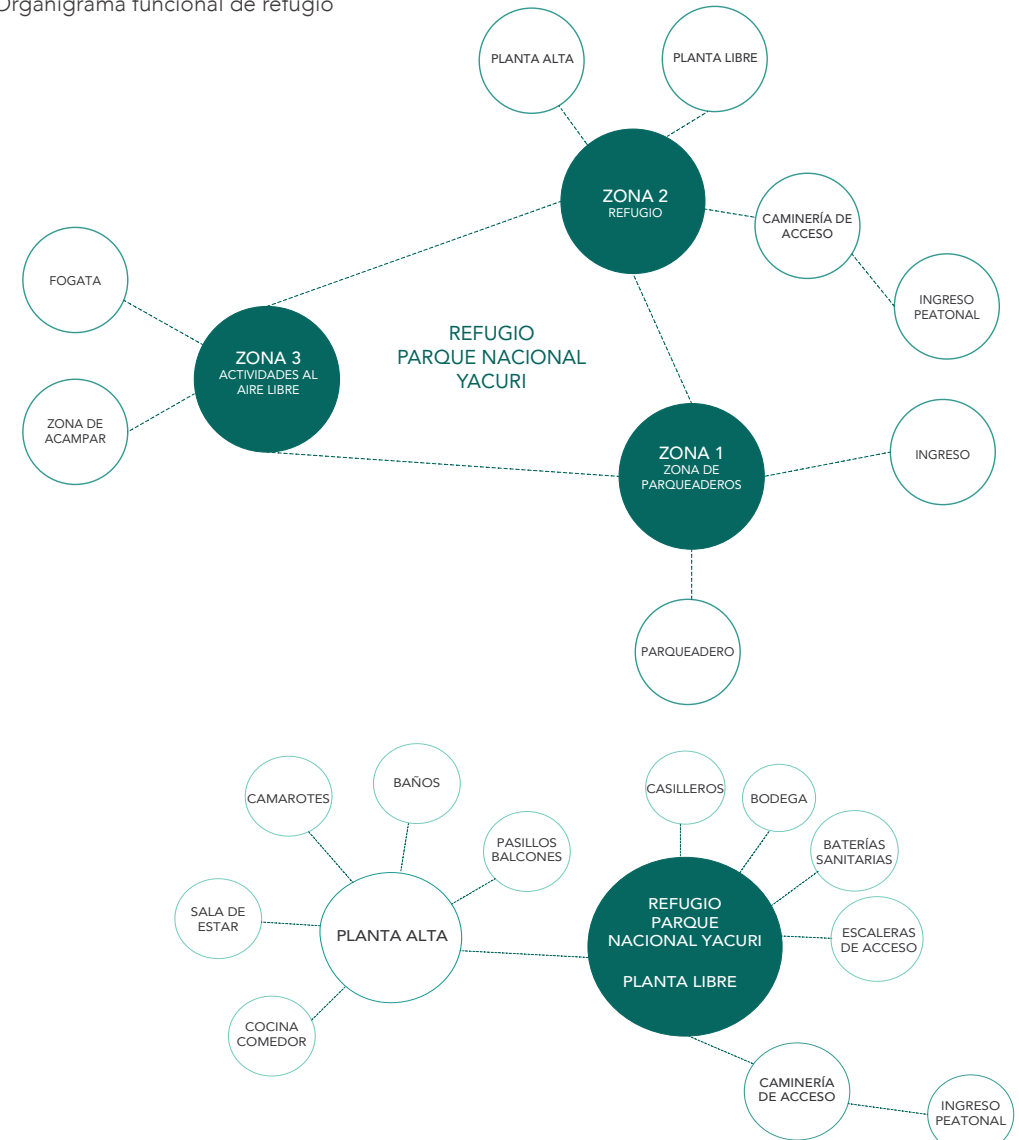 Organigrama funcional de refugio
PLANTA ALTA
PLANTA LIBRE
ZONA 2
REFUGIO
CAMINERÍA DE
ACCESO
INGRESO
PEATONAL
FOGATA
ZONA 3
ACTIVIDADES AL
AIRE LIBRE
REFUGIO
PARQUE NACIONAL
YACURI
ZONA DE
ACAMPAR
ZONA 1
ZONA DE
PARQUEADEROS
INGRESO
PARQUEADERO
CAMAROTES
BAÑOS
PASILLOS
BALCONES
SALA DE
ESTAR
PLANTA ALTA
COCINA
COMEDOR
CASILLEROS
BODEGA
BATERÍAS
SANITARIAS
ESCALERAS
DE ACCESO
REFUGIO
PARQUE
NACIONAL YACURI
PLANTA LIBRE
CAMINERÍA
DE ACCESO
INGRESO
PEATONAL